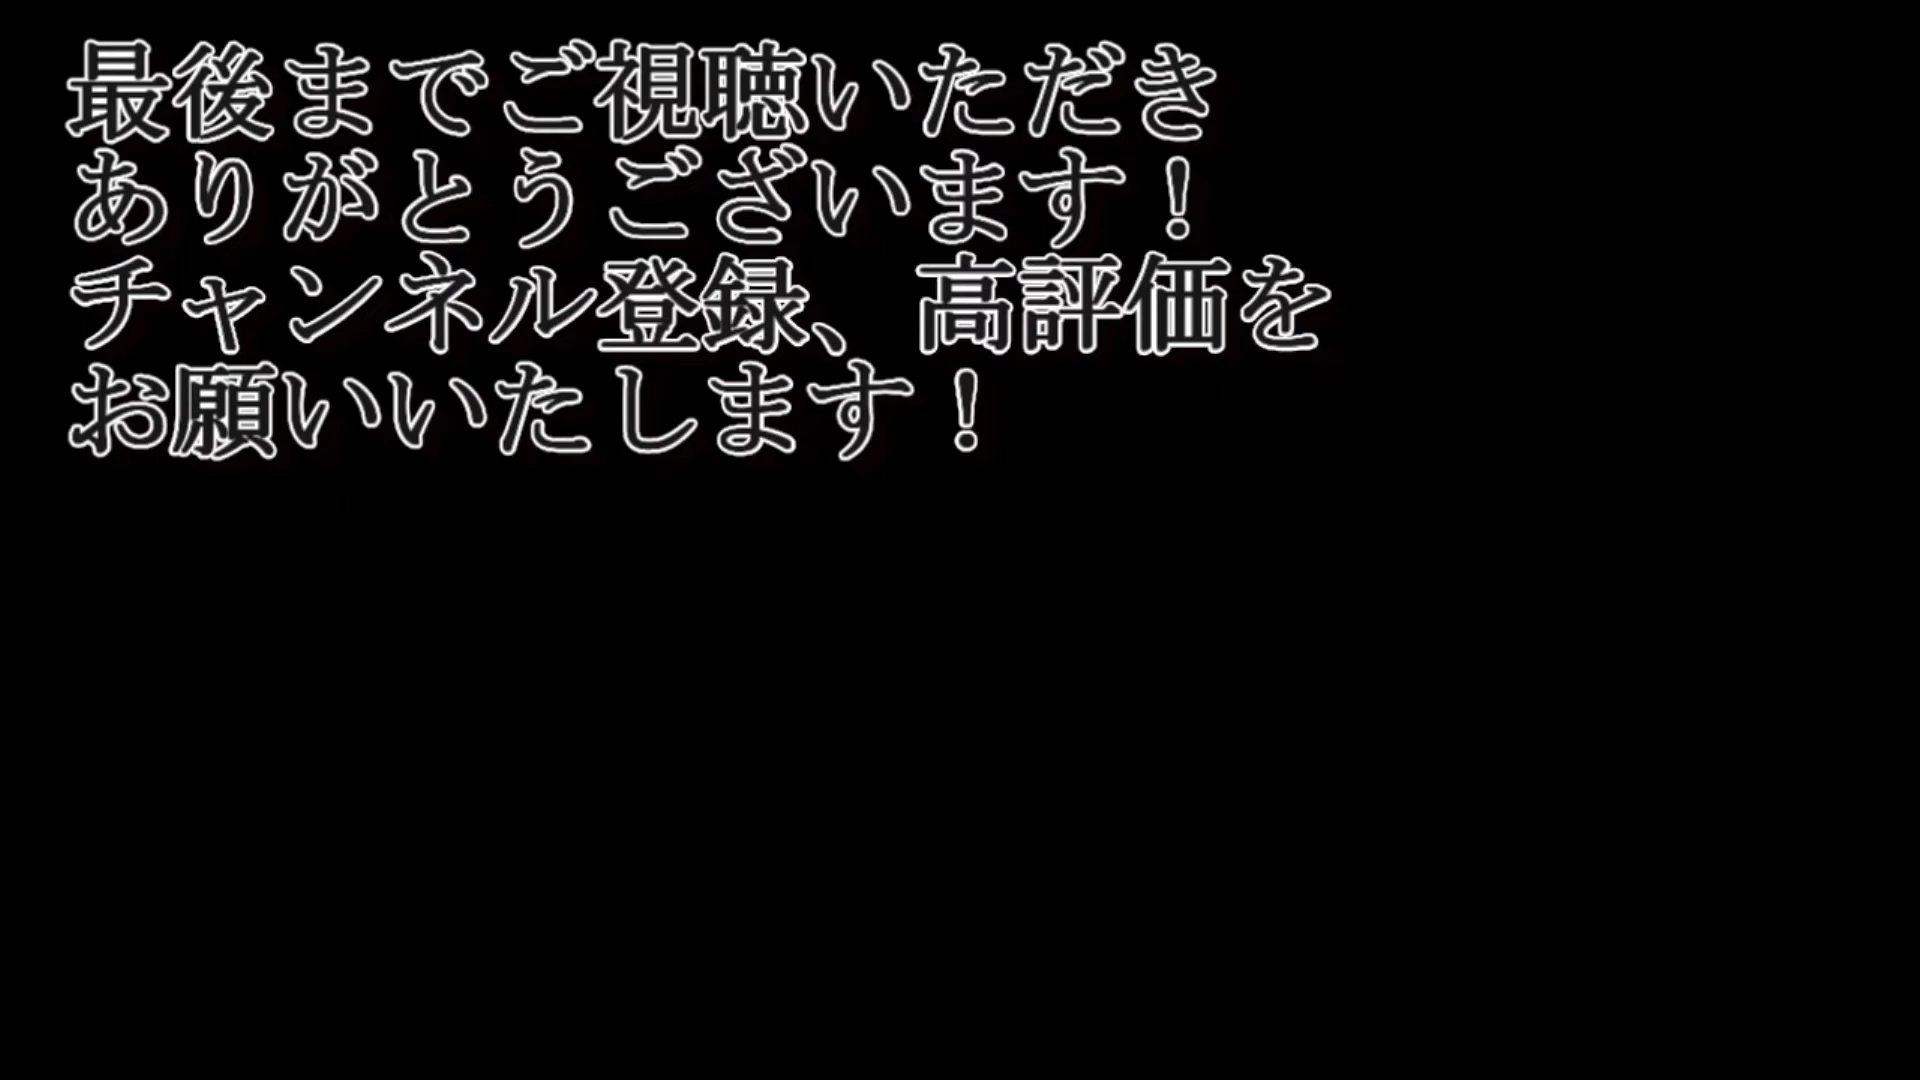 最後までご視聴いただき
ありがとうございます！
チャンネル登録、高評価を
お願いいたします！